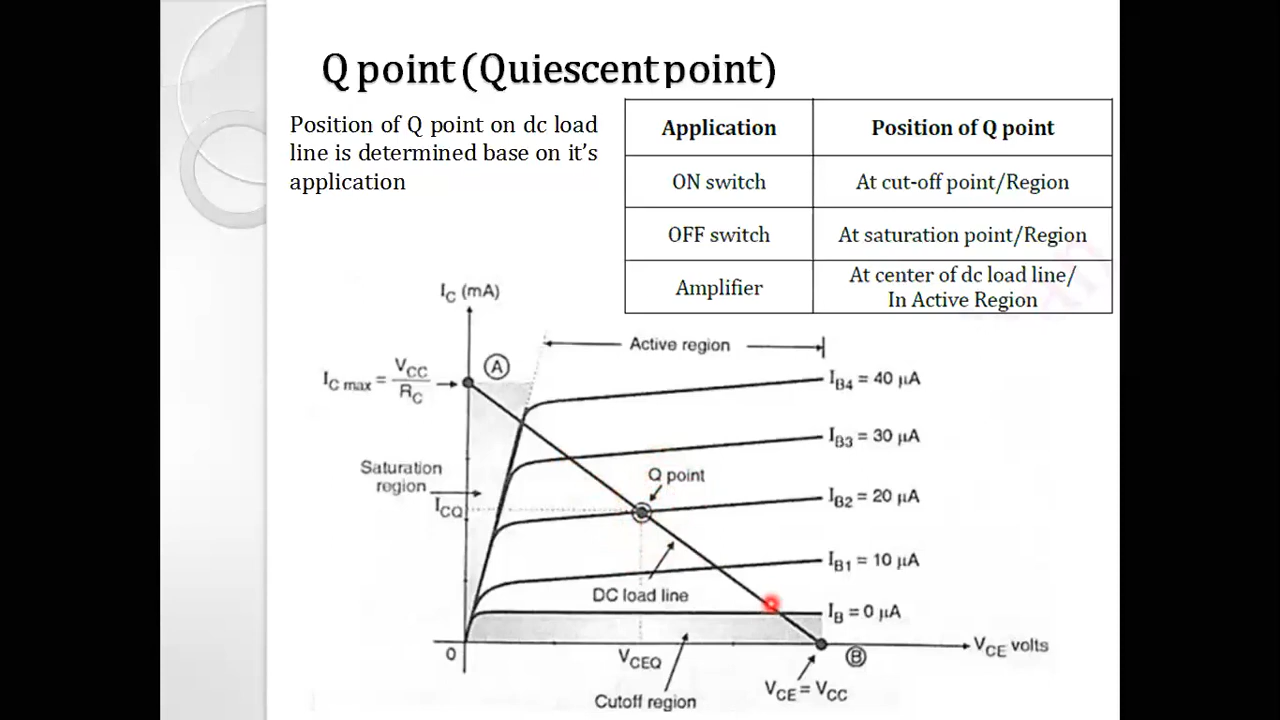 Q point (Quiescent point)
Position of Q point on dc load
line is determined base on it's
application
Application Position of Q point
ON switch At cut-off point/Region
OFF switch At saturation point/Region
Amplifier At center of dc load line/
In Active Region
I_C (mA)
Active region
I_C max = V_CC / R_C
A
I_B4 = 40 μA
I_B3 = 30 μA
Saturation
region
Q point
I_CQ
I_B2 = 20 μA
I_B1 = 10 μA
DC load line
I_B = 0 μA
0
V_CEQ
B
V_CE volts
V_CE = V_CC
Cutoff region